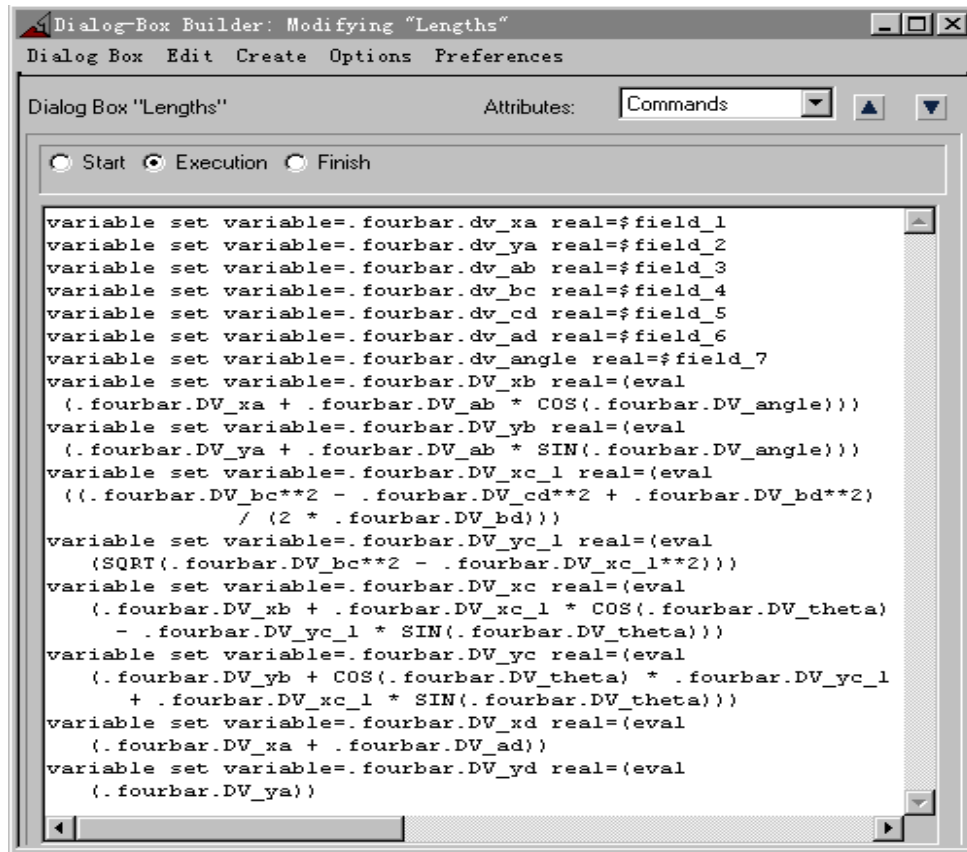 Dialog-Box Builder: Modifying "Lengths"
Dialog Box Edit Create Options Preferences
Dialog Box "Lengths" Attributes: Commands
Start Execution Finish
variable set variable=.fourbar.dv_xa real=$field_1
variable set variable=.fourbar.dv_ya real=$field_2
variable set variable=.fourbar.dv_ab real=$field_3
variable set variable=.fourbar.dv_bc real=$field_4
variable set variable=.fourbar.dv_cd real=$field_5
variable set variable=.fourbar.dv_ad real=$field_6
variable set variable=.fourbar.dv_angle real=$field_7
variable set variable=.fourbar.DV_xb real=(eval
(.fourbar.DV_xa + .fourbar.DV_ab * COS(.fourbar.DV_angle)))
variable set variable=.fourbar.DV_yb real=(eval
(.fourbar.DV_ya + .fourbar.DV_ab * SIN(.fourbar.DV_angle)))
variable set variable=.fourbar.DV_xc_l real=(eval
((.fourbar.DV_bc**2 - .fourbar.DV_cd**2 + .fourbar.DV_bd**2)
/ (2 * .fourbar.DV_bd)))
variable set variable=.fourbar.DV_yc_l real=(eval
(SQRT(.fourbar.DV_bc**2 - .fourbar.DV_xc_l**2)))
variable set variable=.fourbar.DV_xc real=(eval
(.fourbar.DV_xb + .fourbar.DV_xc_l * COS(.fourbar.DV_theta)
- .fourbar.DV_yc_l * SIN(.fourbar.DV_theta)))
variable set variable=.fourbar.DV_yc real=(eval
(.fourbar.DV_yb + COS(.fourbar.DV_theta) * .fourbar.DV_yc_l
+ .fourbar.DV_xc_l * SIN(.fourbar.DV_theta)))
variable set variable=.fourbar.DV_xd real=(eval
(.fourbar.DV_xa + .fourbar.DV_ad))
variable set variable=.fourbar.DV_yd real=(eval
(.fourbar.DV_ya))